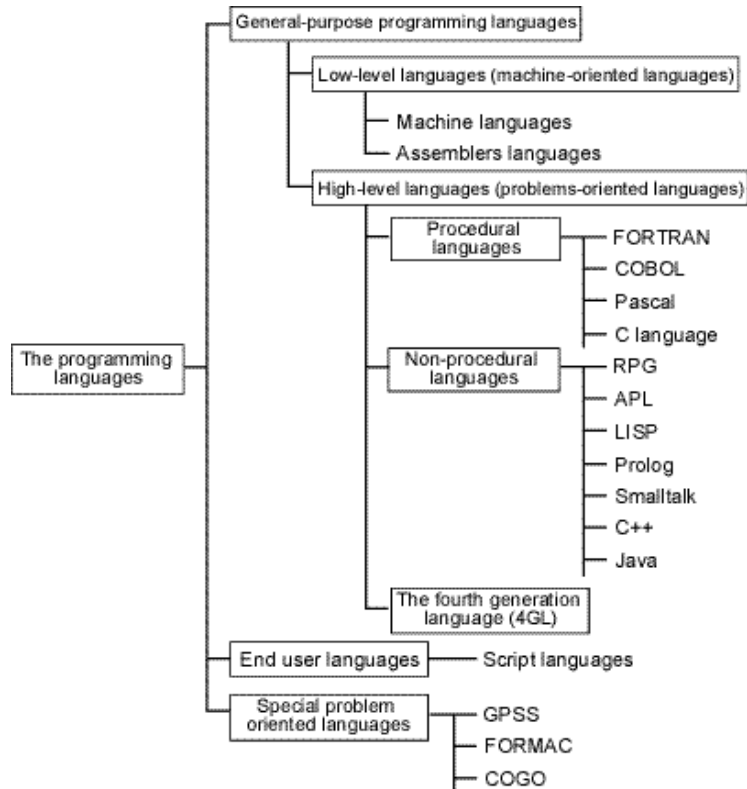 General-purpose programming languages
Low-level languages (machine-oriented languages)
Machine languages
Assemblers languages
High-level languages (problems-oriented languages)
Procedural
languages
FORTRAN
COBOL
Pascal
C language
The programming
languages
Non-procedural
languages
RPG
APL
LISP
Prolog
Smalltalk
C++
Java
The fourth generation
language (4GL)
End user languages
Script languages
Special problem
oriented languages
GPSS
FORMAC
COGO